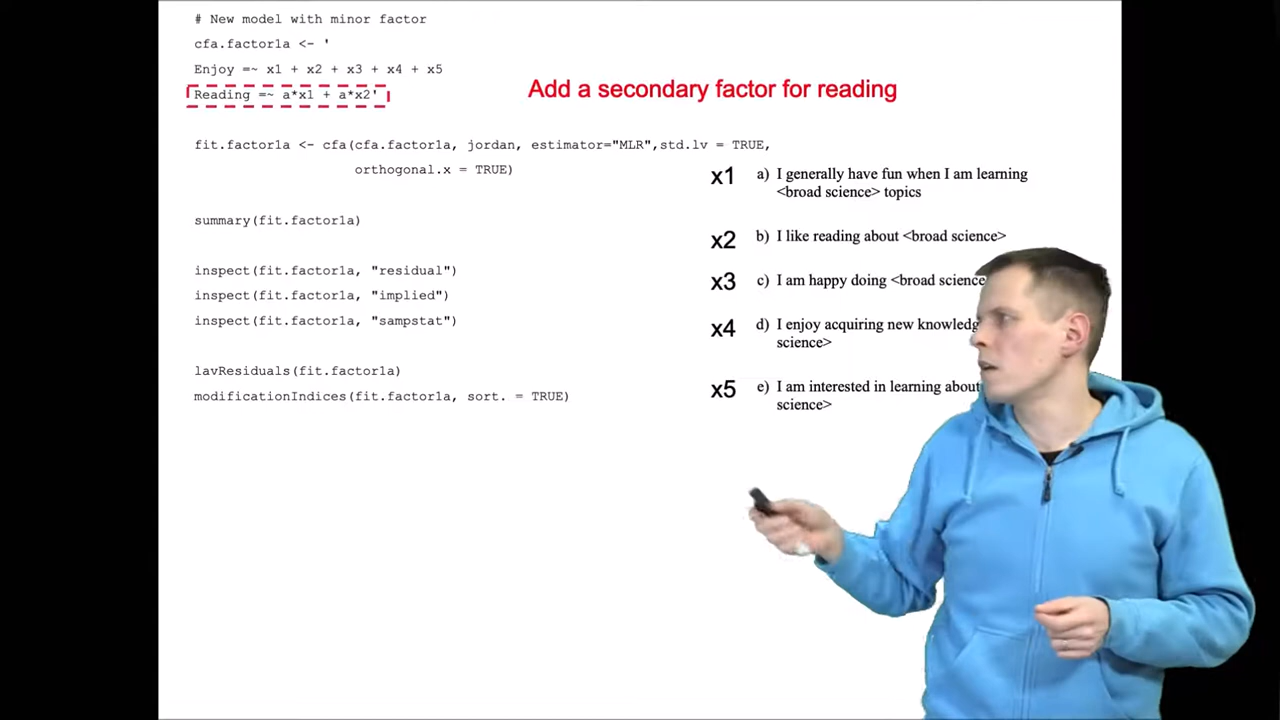 # New model with minor factor
cfa.factor1a <- '
Enjoy =~ x1 + x2 + x3 + x4 + x5
Reading =~ a*x1 + a*x2'
Add a secondary factor for reading
fit.factor1a <- cfa(cfa.factor1a, jordan, estimator="MLR",std.lv = TRUE,
orthogonal.x = TRUE)
summary(fit.factor1a)
inspect(fit.factor1a, "residual")
inspect(fit.factor1a, "implied")
inspect(fit.factor1a, "sampstat")
lavResiduals(fit.factor1a)
modificationIndices(fit.factor1a, sort. = TRUE)
x1 a) I generally have fun when I am learning
<broad science> topics
x2 b) I like reading about <broad science>
x3 c) I am happy doing <broad science
x4 d) I enjoy acquiring new
science>
x5 e) I am interested in learning about
science>